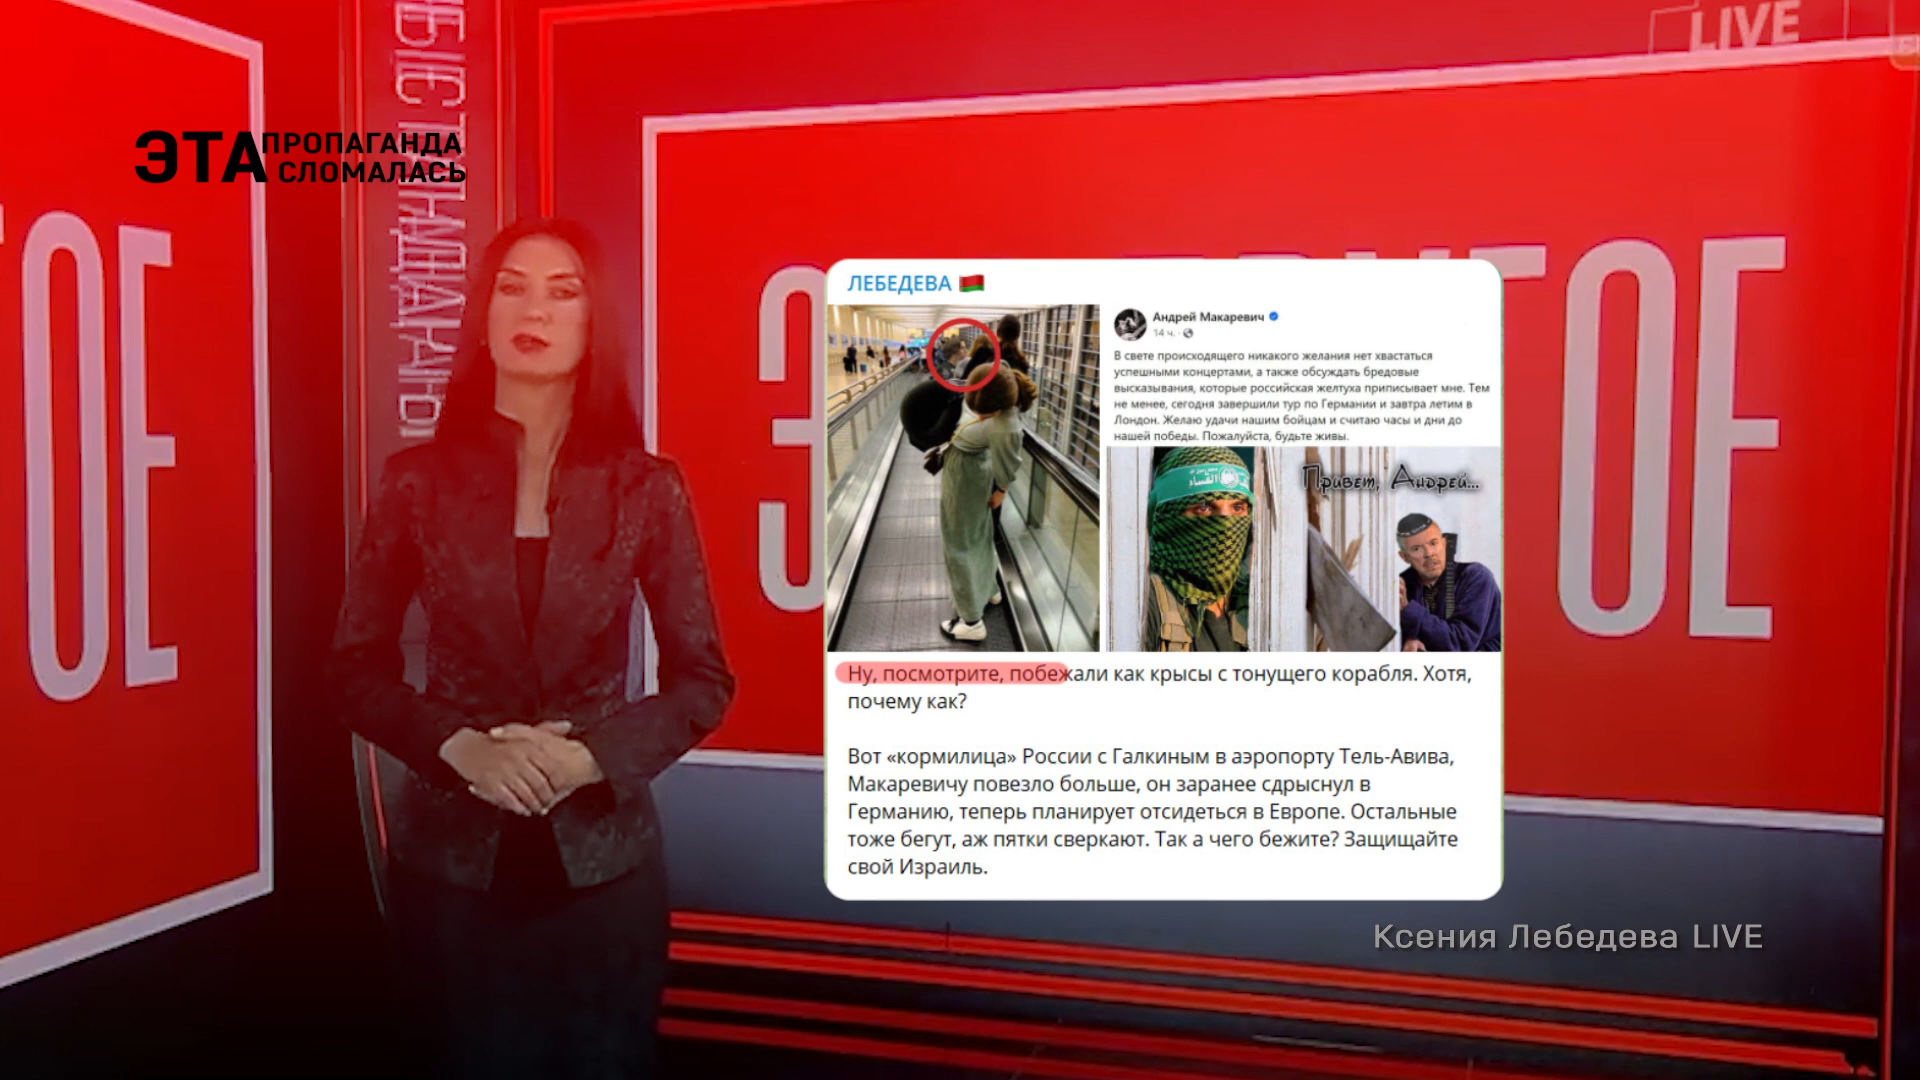 LIVE
ЭТА ПРОПАГАНДА
СЛОМАЛАСЬ
ОЕ
ТОЕ
ЛЕБЕДЕВА
Андрей Макаревич
14 ч.
В свете происходящего никакого желания нет хвастаться
успешными концертами, а также обсуждать бредовые
высказывания, которые российская желтуха приписывает мне. Тем
не менее, сегодня завершили тур по Германии и завтра летим в
Лондон. Желаю удачи нашим бойцам и считаю часы и дни до
нашей победы. Пожалуйста, будьте живы.
Привет, Андрей...
Ну, посмотрите, побежали как крысы с тонущего корабля. Хотя,
почему как?
Вот «кормилица» России с Галкиным в аэропорту Тель-Авива,
Макаревичу повезло больше, он заранее сдрыснул в
Германию, теперь планирует отсидеться в Европе. Остальные
тоже бегут, аж пятки сверкают. Так а чего бежите? Защищайте
свой Израиль.
Ксения Лебедева LIVE